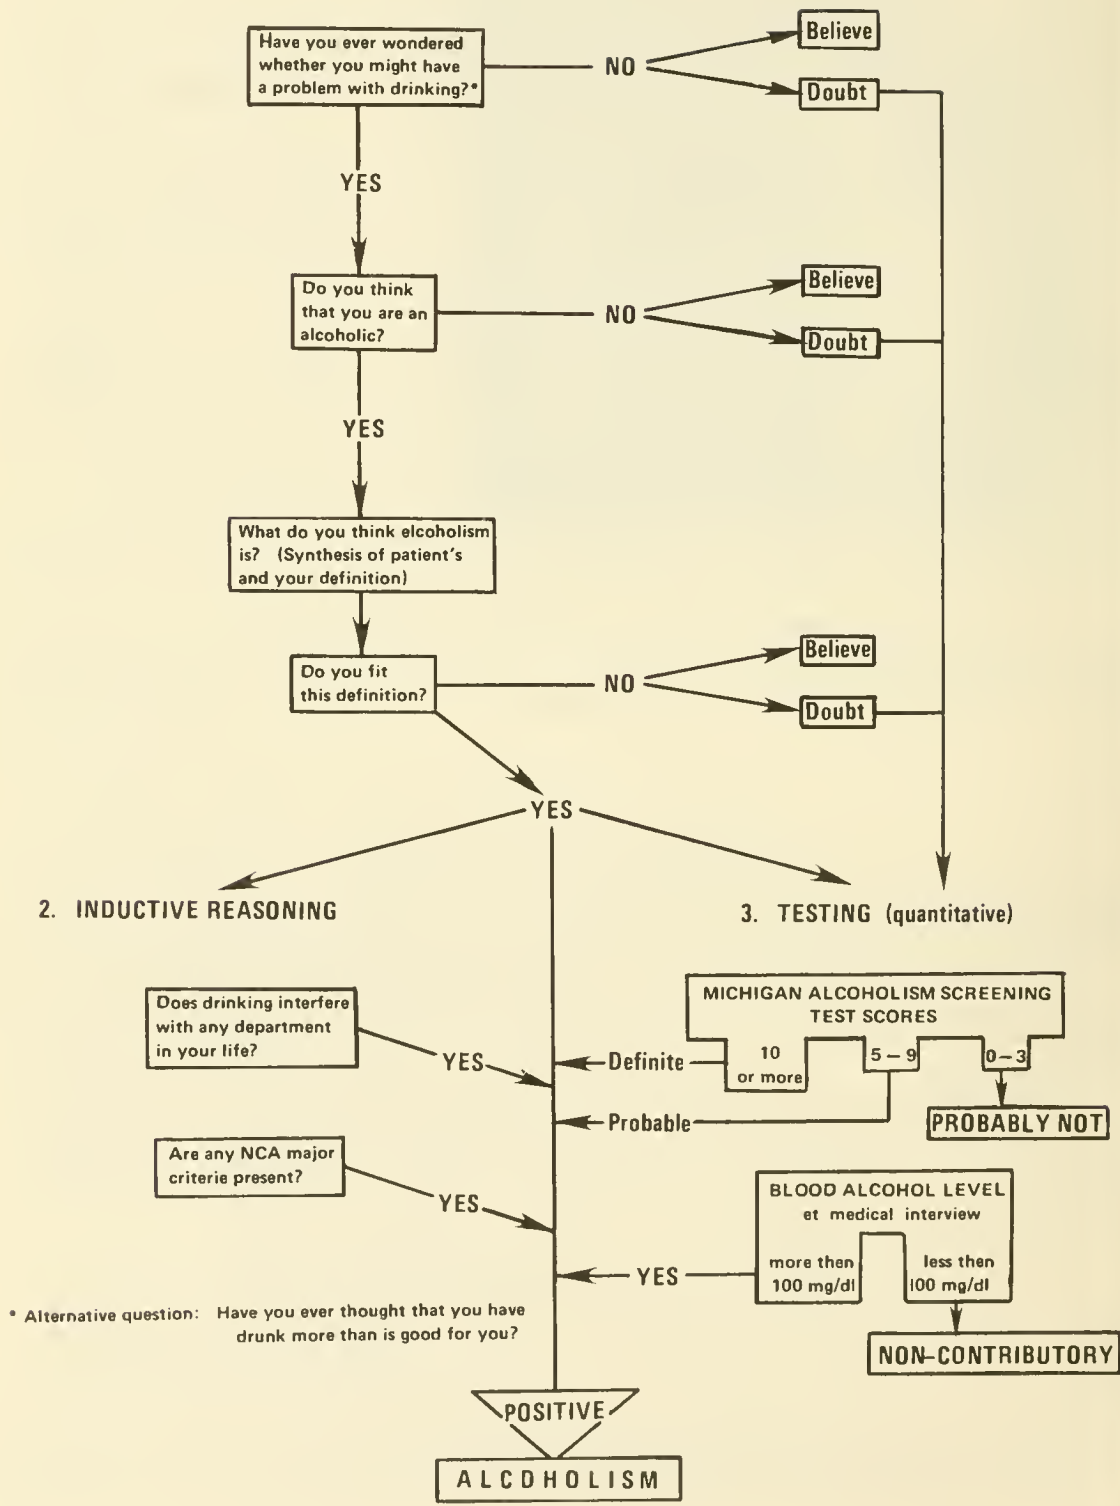 Have you ever wondered
whether you might have
a problem with drinking?*
NO
Believe
Doubt
YES
Do you think
that you are an
alcoholic?
NO
Believe
Doubt
YES
What do you think elcoholism
is? (Synthesis of patient's
and your definition)
Do you fit
this definition?
NO
Believe
Doubt
YES
2. INDUCTIVE REASONING
3. TESTING (quantitative)
Does drinking interfere
with any department
in your life?
YES
MICHIGAN ALCOHOLISM SCREENING
TEST SCORES
10
or more
5–9
0–3
Definite
Probable
PROBABLY NOT
Are any NCA major
criterie present?
YES
BLOOD ALCOHOL LEVEL
et medical interview
more then
100 mg/dl
less then
100 mg/dl
YES
NON-CONTRIBUTORY
* Alternative question: Have you ever thought that you have
drunk more than is good for you?
POSITIVE
ALCDHOLISM